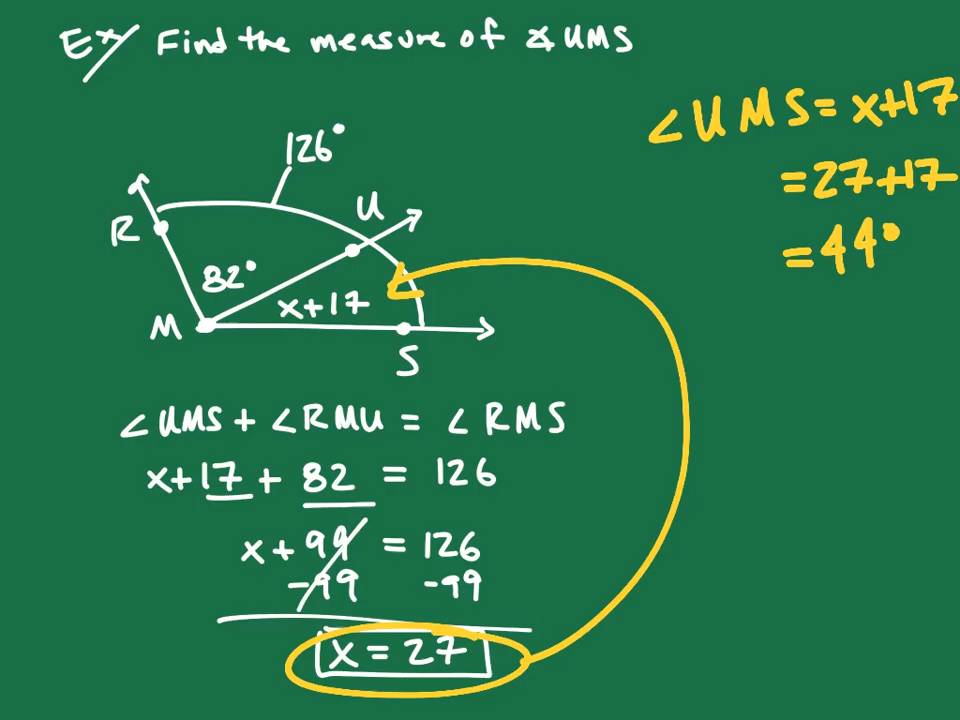 Ex/ Find the measure of ∡UMS
∠UMS = x+17
= 27+17
= 44°
126°
U
R
82°
x+17
M
S
∠UMS + ∠RMU = ∠RMS
x+17 + 82 = 126
x + 99 = 126
-99 -99
x = 27